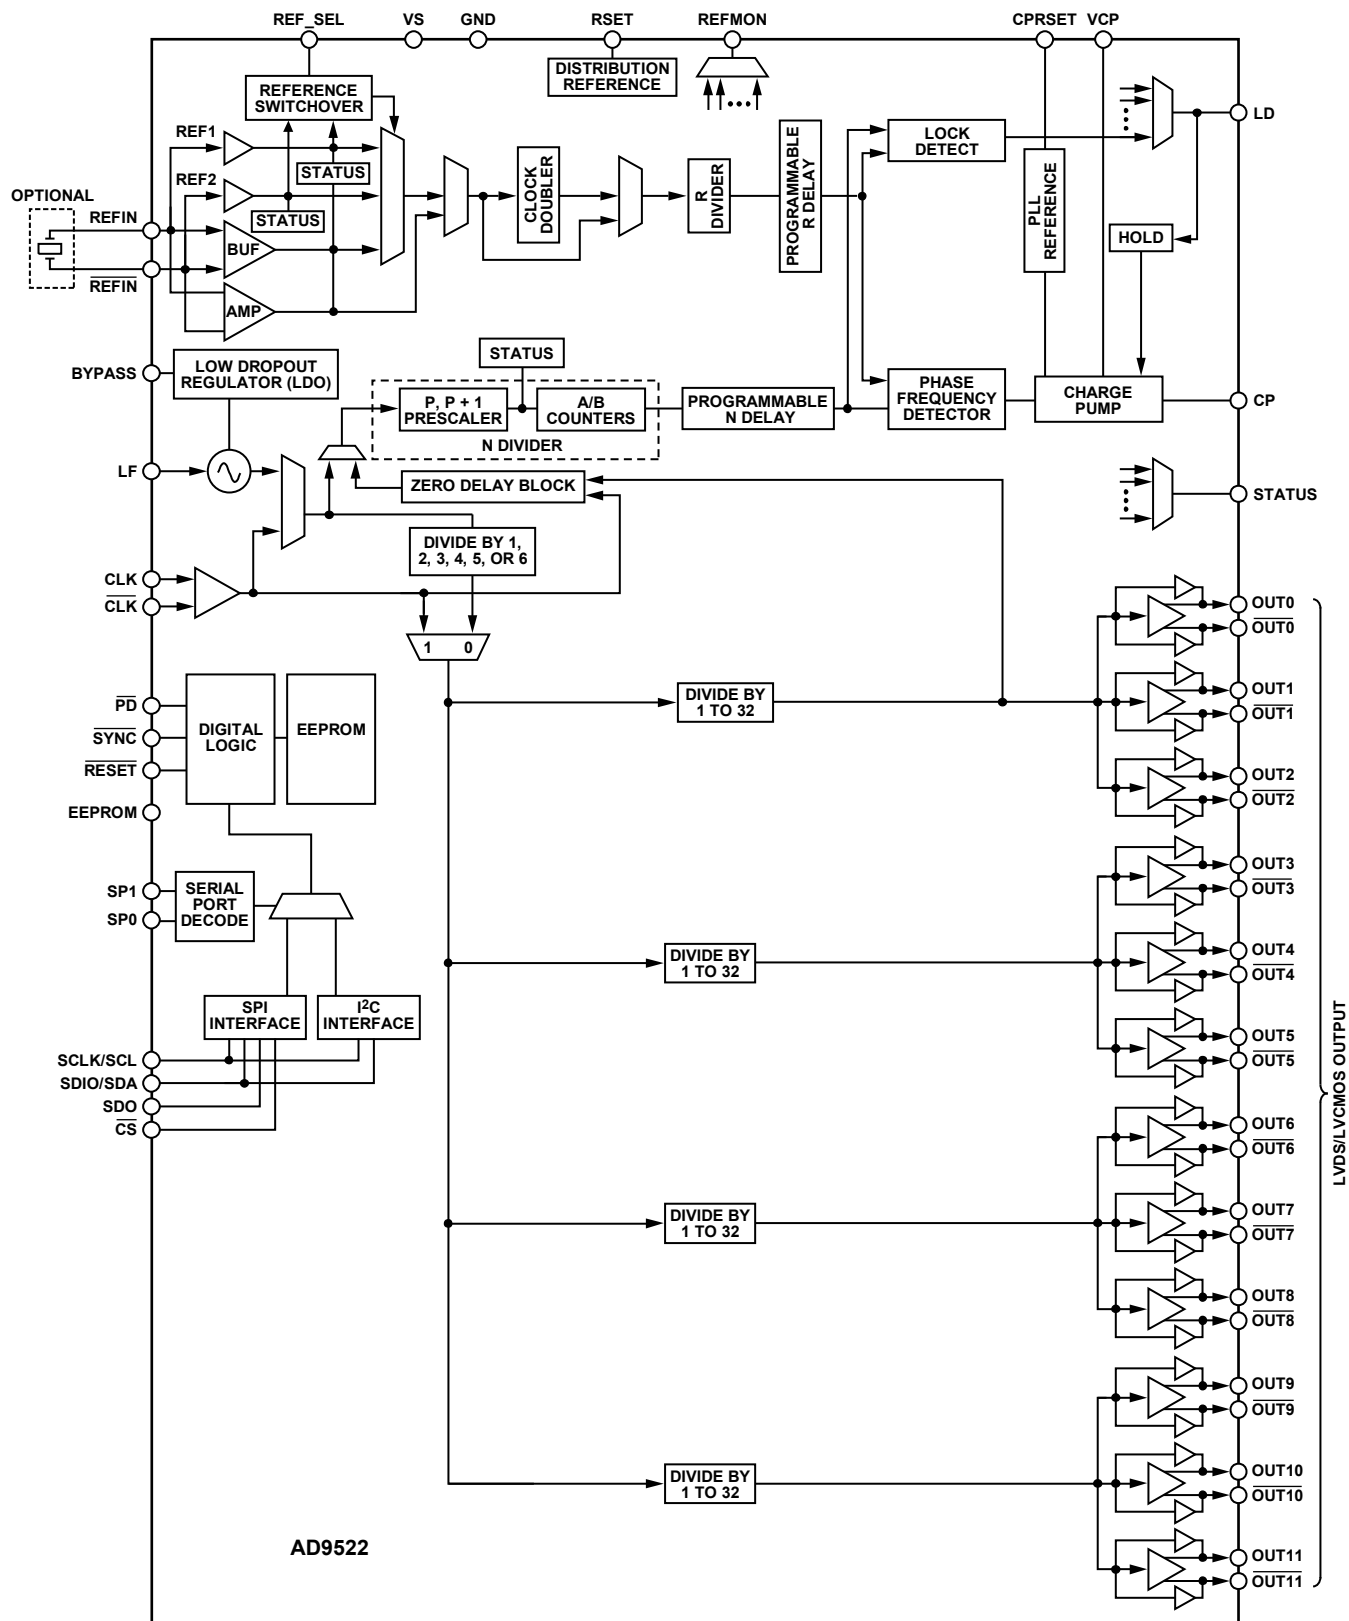 REF_SEL VS GND RSET REFMON CPRSET VCP
DISTRIBUTION
REFERENCE
REFERENCE
SWITCHOVER
LD
REF1
LOCK
DETECT
STATUS
REF2
STATUS
CLOCK
DOUBLER
R
DIVIDER
PROGRAMMABLE
R DELAY
PLL
REFERENCE
OPTIONAL
REFIN
BUF
HOLD
REFIN
AMP
STATUS
BYPASS
LOW DROPOUT
REGULATOR (LDO)
P, P + 1
PRESCALER
A/B
COUNTERS
N DIVIDER
PROGRAMMABLE
N DELAY
PHASE
FREQUENCY
DETECTOR
CHARGE
PUMP
CP
LF
ZERO DELAY BLOCK
STATUS
DIVIDE BY 1,
2, 3, 4, 5, OR 6
CLK
CLK
1 0
OUT0
OUT0
DIVIDE BY
1 TO 32
OUT1
OUT1
PD
SYNC
RESET
DIGITAL
LOGIC
EEPROM
OUT2
OUT2
EEPROM
OUT3
OUT3
SP1
SP0
SERIAL
PORT
DECODE
DIVIDE BY
1 TO 32
OUT4
OUT4
SPI
INTERFACE
I2C
INTERFACE
OUT5
OUT5
SCLK/SCL
SDIO/SDA
SDO
CS
LVDS/LVCMOS OUTPUT
OUT6
OUT6
DIVIDE BY
1 TO 32
OUT7
OUT7
OUT8
OUT8
OUT9
OUT9
DIVIDE BY
1 TO 32
OUT10
OUT10
AD9522
OUT11
OUT11